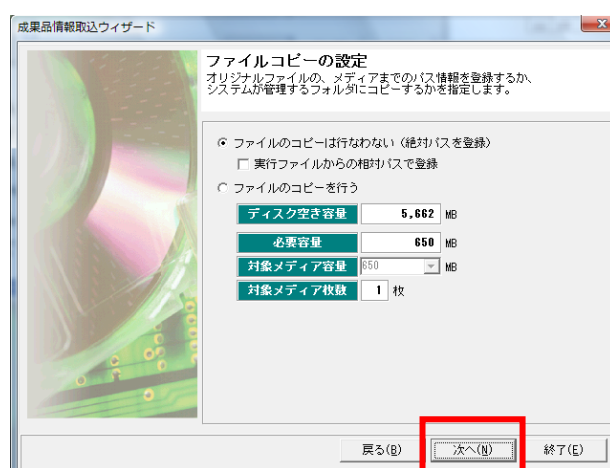 成果品情報取込ウィザード
ファイルコピーの設定
オリジナルファイルの、メディアまでのパス情報を登録するか、
システムが管理するフォルダにコピーするかを指定します。
ファイルのコピーは行なわない（絶対パスを登録）
実行ファイルからの相対パスで登録
ファイルのコピーを行う
ディスク空き容量 5,662 MB
必要容量 650 MB
対象メディア容量 650 MB
対象メディア枚数 1 枚
戻る(B) 次へ(N) 終了(E)